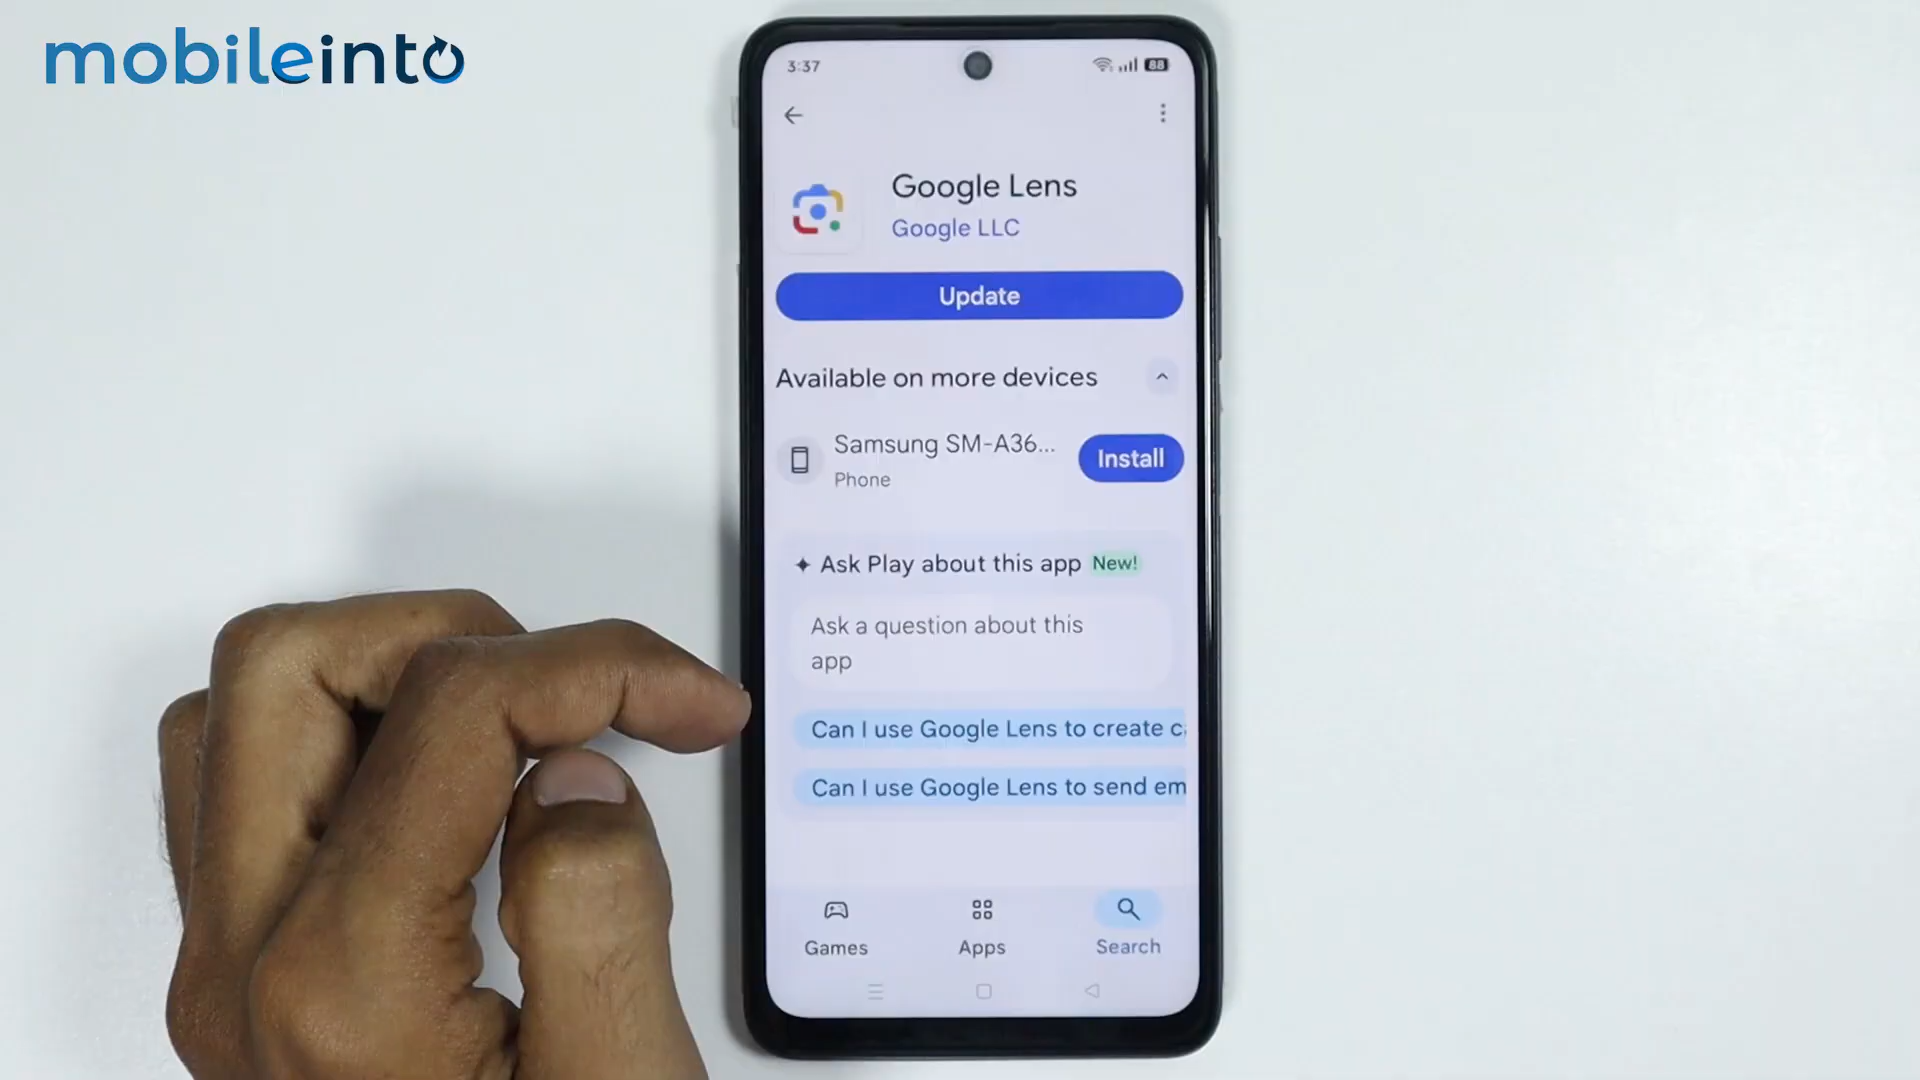 mobileinto
3:37
88
Google Lens
Google LLC
Update
Available on more devices
Samsung SM-A36...
Phone
Install
Ask Play about this app New!
Ask a question about this
app
Can I use Google Lens to create c
Can I use Google Lens to send em
Games
Apps
Search